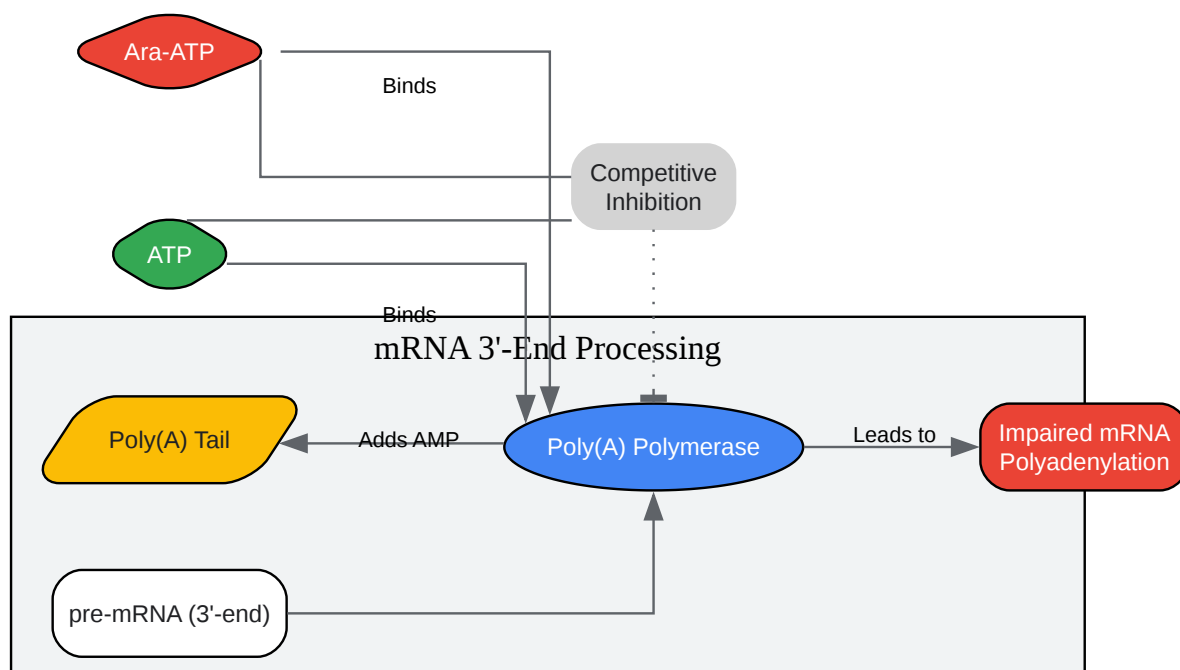 Ara-ATP
Binds
Competitive
Inhibition
ATP
Binds
mRNA 3'-End Processing
Poly(A) Tail
Adds AMP
Poly(A) Polymerase
Leads to
Impaired mRNA
Polyadenylation
pre-mRNA (3'-end)